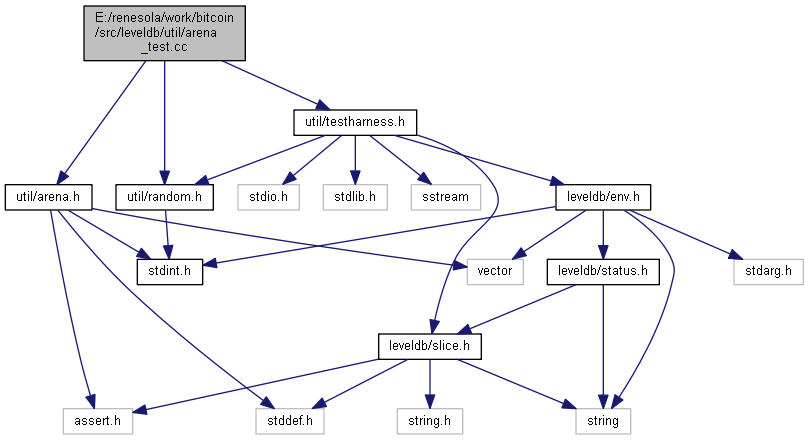 E:/renesola/work/bitcoin
/src/leveldb/util/arena
_test.cc
util/testharness.h
util/arena.h
util/random.h
stdio.h
stdlib.h
sstream
leveldb/env.h
stdint.h
vector
leveldb/status.h
stdarg.h
leveldb/slice.h
assert.h
stddef.h
string.h
string